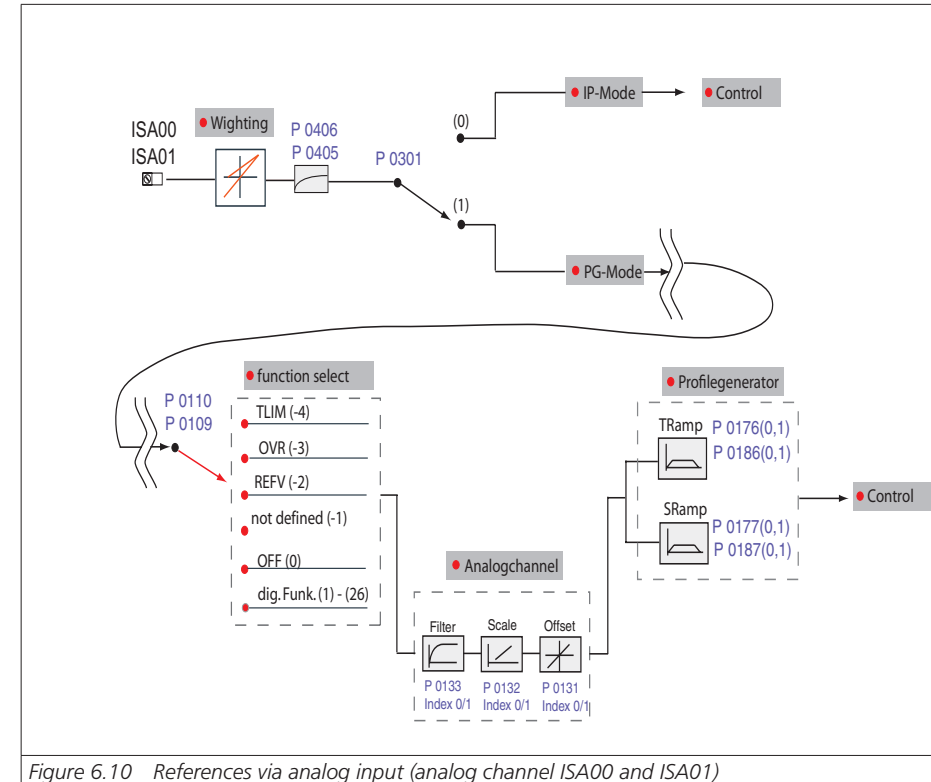 IP-Mode
Control
(0)
ISA00
ISA01
Wighting
P 0406
P 0405
P 0301
(1)
PG-Mode
P 0110
P 0109
function select
TLIM (-4)
OVR (-3)
REFV (-2)
not defined (-1)
OFF (0)
dig. Funk. (1) - (26)
Analogchannel
Filter
Scale
Offset
P 0133
Index 0/1
P 0132
Index 0/1
P 0131
Index 0/1
Profilegenerator
TRamp
P 0176(0,1)
P 0186(0,1)
SRamp
P 0177(0,1)
P 0187(0,1)
Control
Figure 6.10 References via analog input (analog channel ISA00 and ISA01)